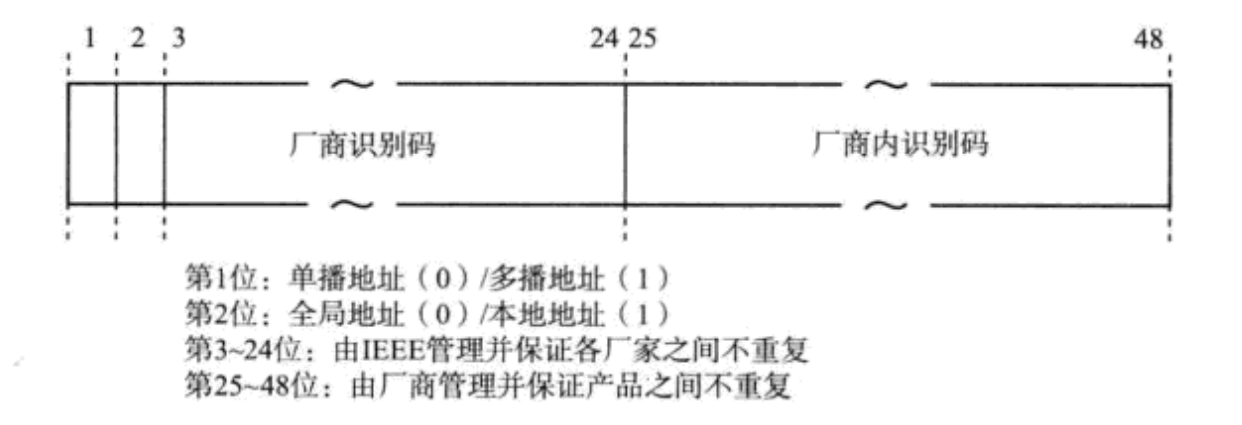 1 2 3 24 25 48
厂商识别码 厂商内识别码
第1位：单播地址（0）/多播地址（1）
第2位：全局地址（0）/本地地址（1）
第3~24位：由IEEE管理并保证各厂家之间不重复
第25~48位：由厂商管理并保证产品之间不重复